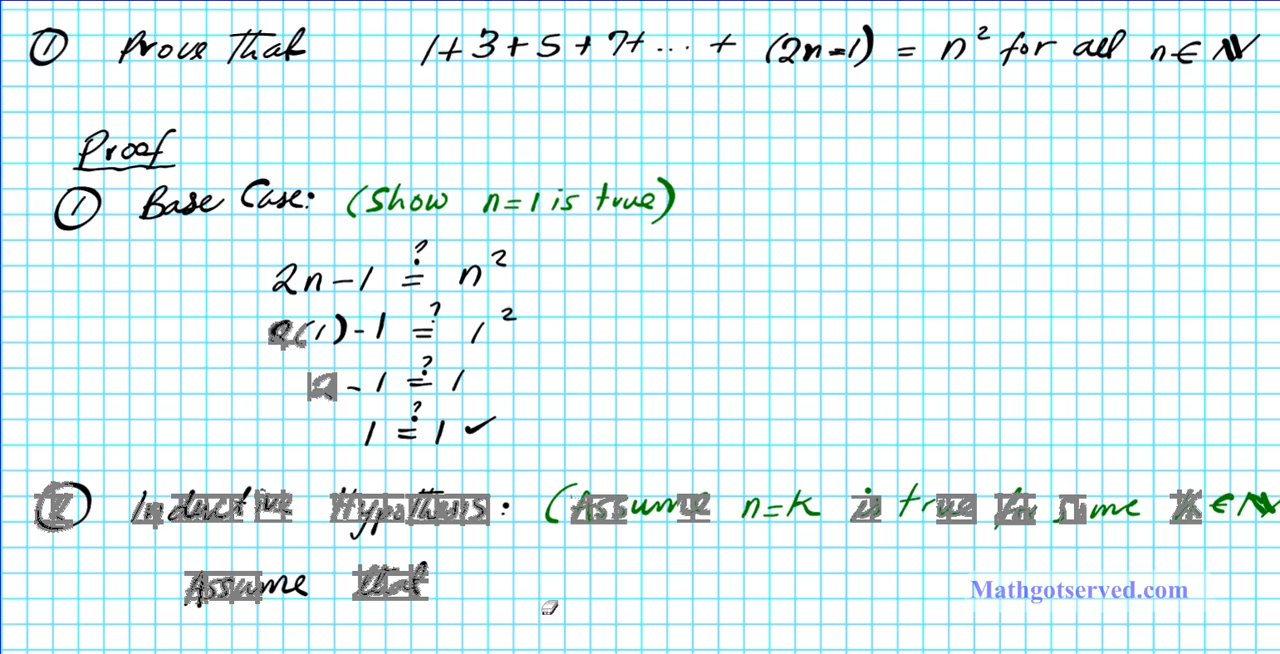 ① Prove that 1+3+5+7+...+(2n-1) = n² for all n∈ℕ
Proof
① Base Case: (Show n=1 is true)
2n-1 ≟ n²
2(1)-1 ≟ 1²
2-1 ≟ 1
1 ≟ 1 ✓
② Inductive Hypothesis: (Assume n=k is true for some k∈ℕ
Assume that
Mathgotserved.com